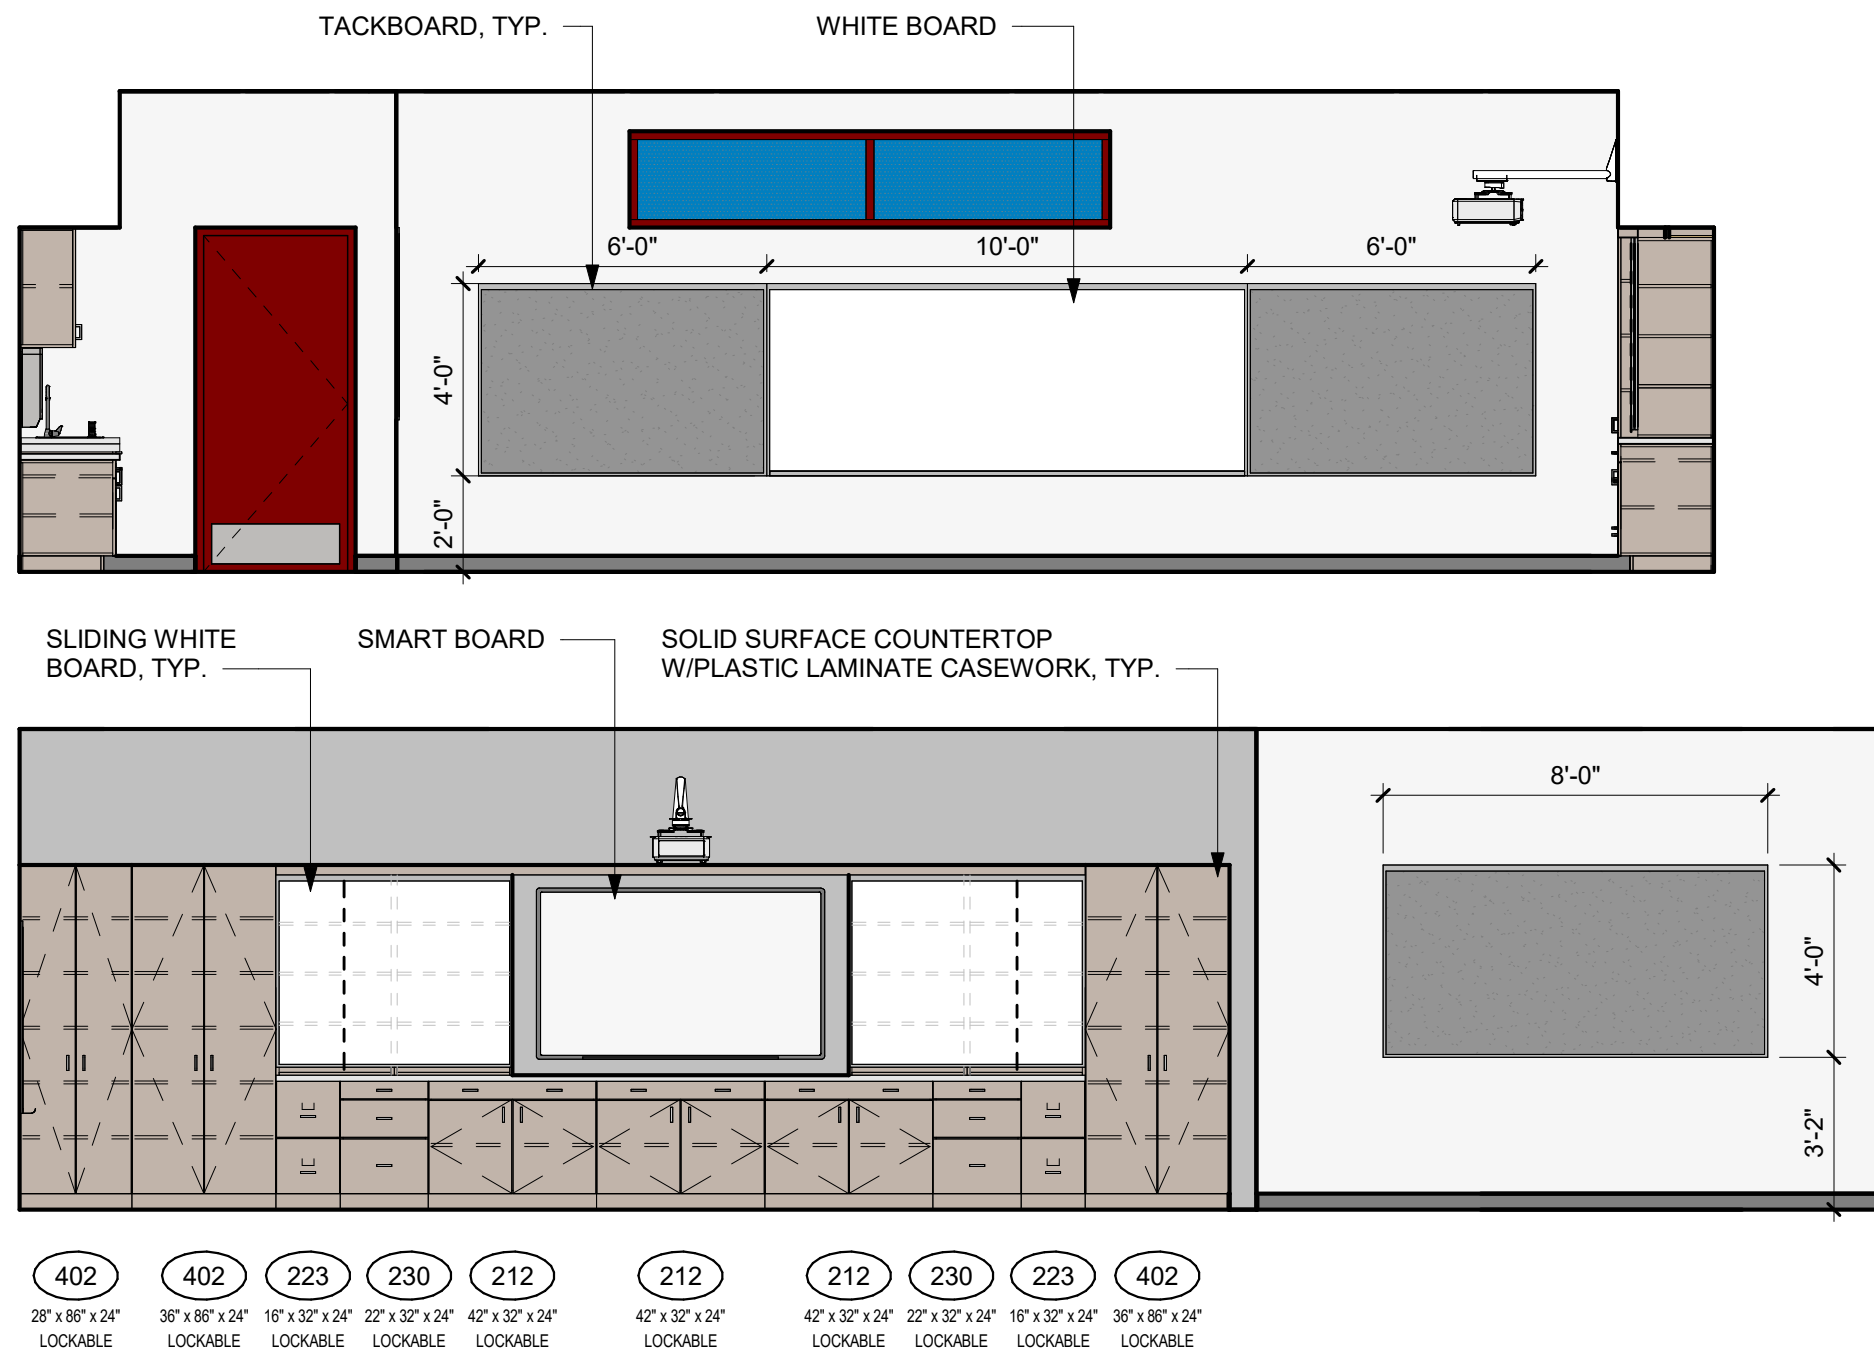 TACKBOARD, TYP.
WHITE BOARD
6'-0"
10'-0"
6'-0"
4'-0"
2'-0"
SLIDING WHITE
BOARD, TYP.
SMART BOARD
SOLID SURFACE COUNTERTOP
W/PLASTIC LAMINATE CASEWORK, TYP.
8'-0"
4'-0"
3'-2"
402
402
223
230
212
212
212
230
223
402
28" x 86" x 24"
36" x 86" x 24"
16" x 32" x 24"
22" x 32" x 24"
42" x 32" x 24"
42" x 32" x 24"
42" x 32" x 24"
22" x 32" x 24"
16" x 32" x 24"
36" x 86" x 24"
LOCKABLE
LOCKABLE
LOCKABLE
LOCKABLE
LOCKABLE
LOCKABLE
LOCKABLE
LOCKABLE
LOCKABLE
LOCKABLE